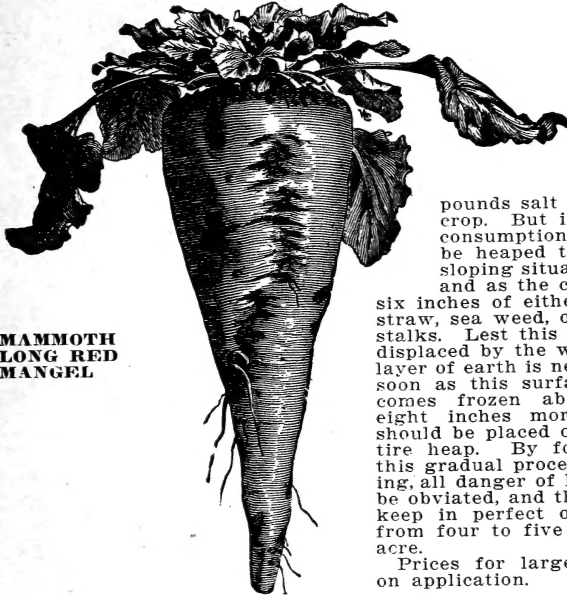 MAMMOTH
LONG RED
MANGEL
pounds salt
crop. But i
consumption
be heaped t
sloping situa
and as the c
six inches of eithe
straw, sea weed, o
stalks. Lest this
displaced by the w
layer of earth is ne
soon as this surfa
comes frozen ab
eight inches mor
should be placed o
tire heap. By fo
this gradual proce
ing, all danger of
be obviated, and th
keep in perfect o
from four to five
acre.
Prices for large
on application.